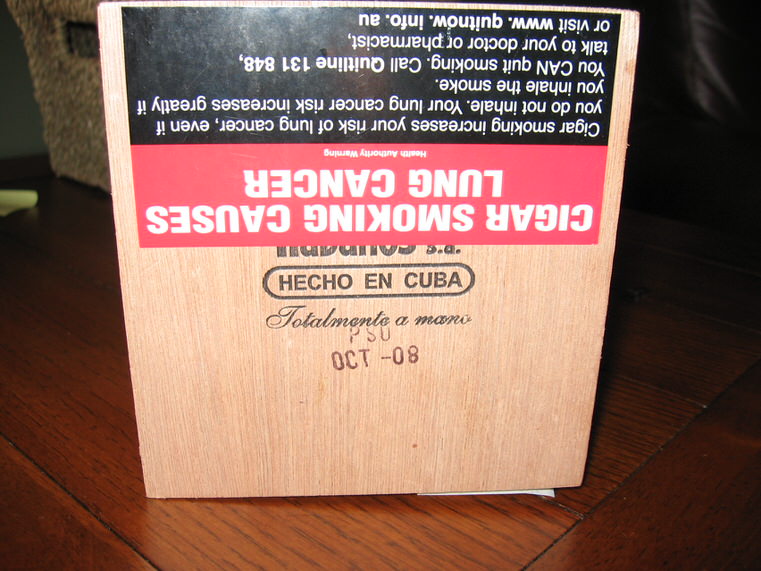 CIGAR SMOKING CAUSES
LUNG CANCER
Health Authority Warning
Cigar smoking increases your risk of lung cancer, even if
you do not inhale. Your lung cancer risk increases greatly if
you inhale the smoke.
You CAN quit smoking. Call Quitline 131 848,
talk to your doctor or pharmacist,
or visit www. quitnow. info. au
Habanos s.a.
HECHO EN CUBA
Totalmente a mano
PSU
OCT -08